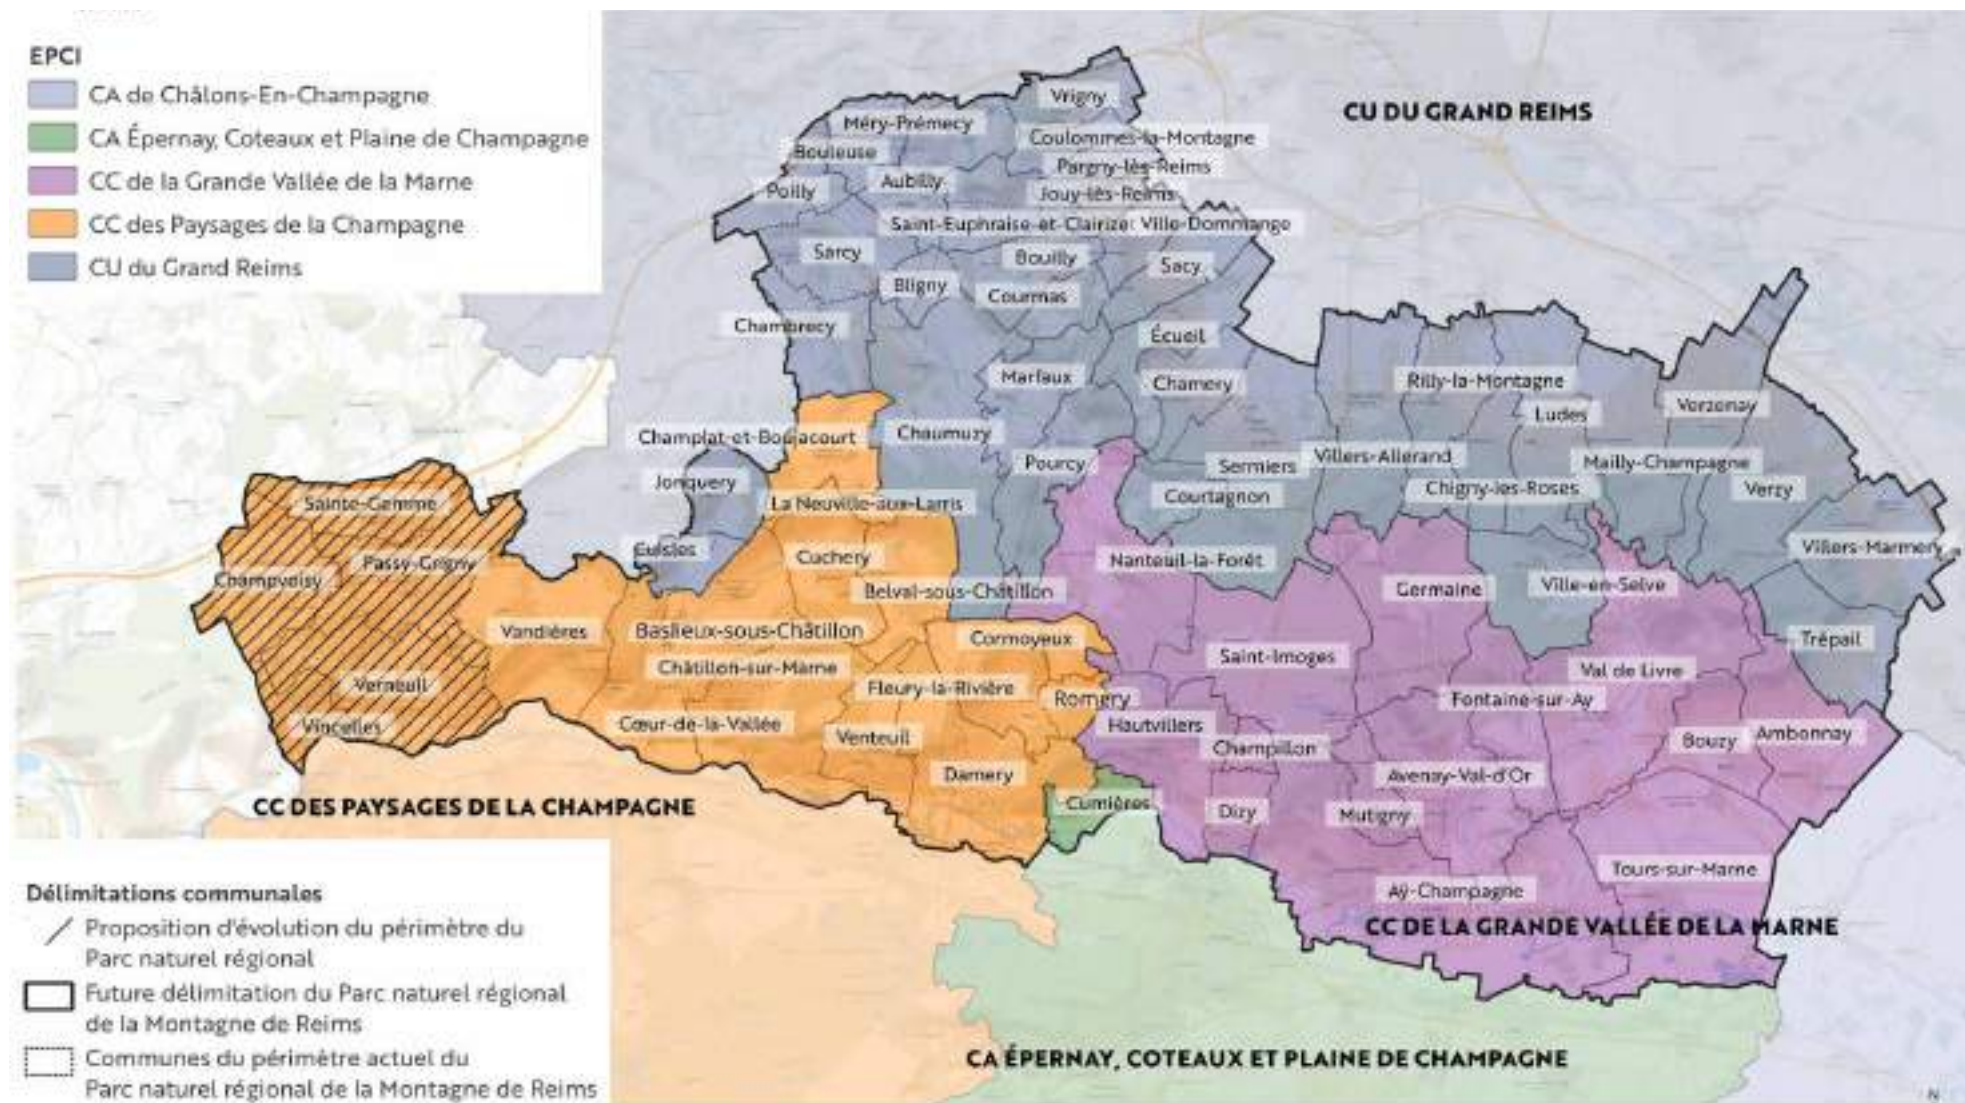 EPCI
CA de Châlons-En-Champagne
CA Épernay, Coteaux et Plaine de Champagne
CC de la Grande Vallée de la Marne
CC des Paysages de la Champagne
CU du Grand Reims
CU DU GRAND REIMS
Vrigny
Méry-Prémecy
Coulommes-la-Montagne
Bouleuse
Pargny-lès-Reims
Aubilly
Poilly
Jouy-lès-Reims
Saint-Euphraise-et-Clairizet
Ville-Dommange
Sarcy
Bouilly
Sacy
Bligny
Courmas
Chambrecy
Écueil
Marfaux
Chamery
Rilly-la-Montagne
Ludes
Verzenay
Champlat-et-Boujacourt
Chaumuzy
Pourcy
Sermiers
Villers-Allerand
Mailly-Champagne
Jonquery
Courtagnon
Chigny-les-Roses
Verzy
Sainte-Gemme
La Neuville-aux-Larris
Cuisles
Cuchery
Nanteuil-la-Forêt
Villers-Marmery
Passy-Grigny
Champvoisy
Belval-sous-Châtillon
Germaine
Ville-en-Selve
Vandières
Baslieux-sous-Châtillon
Cormoyeux
Trépail
Châtillon-sur-Marne
Saint-Imoges
Val de Livre
Verneuil
Fleury-la-Rivière
Romery
Fontaine-sur-Ay
Vincelles
Cœur-de-la-Vallée
Venteuil
Hautvillers
Champillon
Bouzy
Ambonnay
Damery
Avenay-Val-d'Or
CC DES PAYSAGES DE LA CHAMPAGNE
Cumières
Dizy
Mutigny
Tours-sur-Marne
Aÿ-Champagne
CC DE LA GRANDE VALLÉE DE LA MARNE
CA ÉPERNAY, COTEAUX ET PLAINE DE CHAMPAGNE
Délimitations communales
Proposition d'évolution du périmètre du
Parc naturel régional
Future délimitation du Parc naturel régional
de la Montagne de Reims
Communes du périmètre actuel du
Parc naturel régional de la Montagne de Reims
N